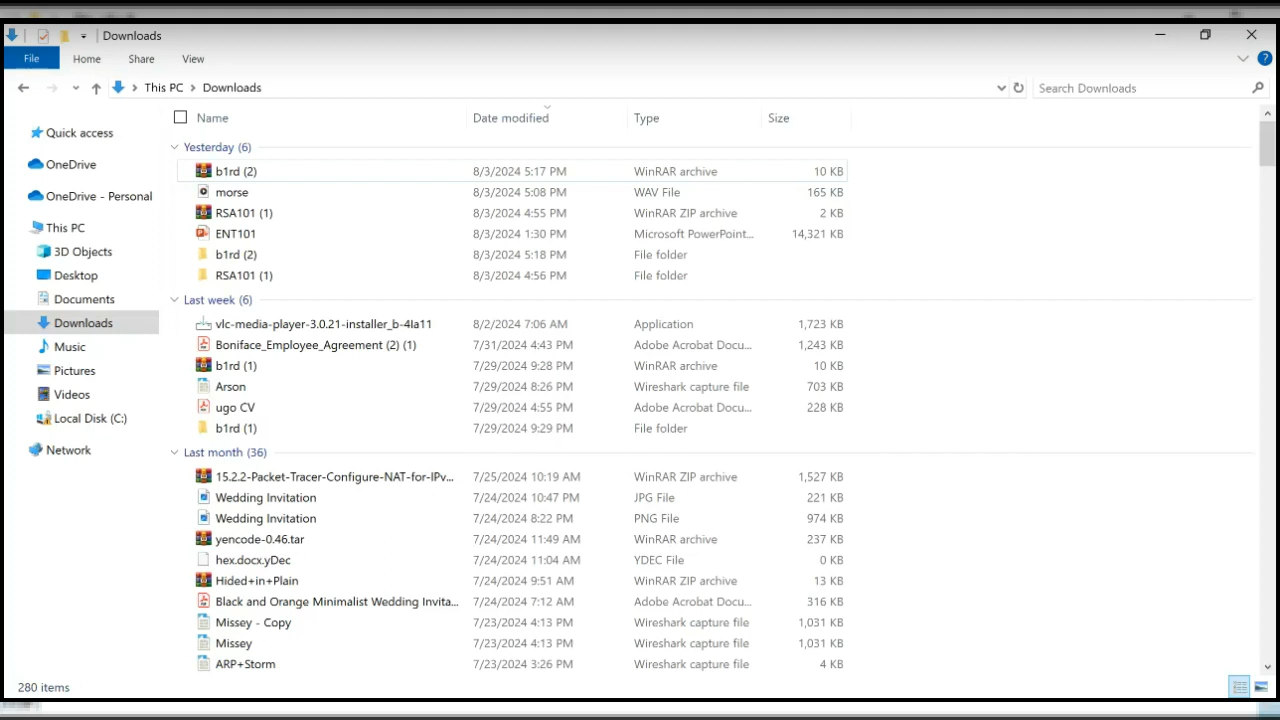 Downloads
File Home Share View
This PC Downloads Search Downloads
Name Date modified Type Size
Quick access
OneDrive
OneDrive - Personal
This PC
3D Objects
Desktop
Documents
Downloads
Music
Pictures
Videos
Local Disk (C:)
Network
Yesterday (6)
b1rd (2) 8/3/2024 5:17 PM WinRAR archive 10 KB
morse 8/3/2024 5:08 PM WAV File 165 KB
RSA101 (1) 8/3/2024 4:55 PM WinRAR ZIP archive 2 KB
ENT101 8/3/2024 1:30 PM Microsoft PowerPoint... 14,321 KB
b1rd (2) 8/3/2024 5:18 PM File folder
RSA101 (1) 8/3/2024 4:56 PM File folder
Last week (6)
vlc-media-player-3.0.21-installer_b-4Ia11 8/2/2024 7:06 AM Application 1,723 KB
Boniface_Employee_Agreement (2) (1) 7/31/2024 4:43 PM Adobe Acrobat Docu... 1,243 KB
b1rd (1) 7/29/2024 9:28 PM WinRAR archive 10 KB
Arson 7/29/2024 8:26 PM Wireshark capture file 703 KB
ugo CV 7/29/2024 4:55 PM Adobe Acrobat Docu... 228 KB
b1rd (1) 7/29/2024 9:29 PM File folder
Last month (36)
15.2.2-Packet-Tracer-Configure-NAT-for-IPv... 7/25/2024 10:19 AM WinRAR ZIP archive 1,527 KB
Wedding Invitation 7/24/2024 10:47 PM JPG File 221 KB
Wedding Invitation 7/24/2024 8:22 PM PNG File 974 KB
yencode-0.46.tar 7/24/2024 11:49 AM WinRAR archive 237 KB
hex.docx.yDec 7/24/2024 11:04 AM YDEC File 0 KB
Hided+in+Plain 7/24/2024 9:51 AM WinRAR ZIP archive 13 KB
Black and Orange Minimalist Wedding Invita... 7/24/2024 7:12 AM Adobe Acrobat Docu... 316 KB
Missey - Copy 7/23/2024 4:13 PM Wireshark capture file 1,031 KB
Missey 7/23/2024 4:13 PM Wireshark capture file 1,031 KB
ARP+Storm 7/23/2024 3:26 PM Wireshark capture file 4 KB
280 items